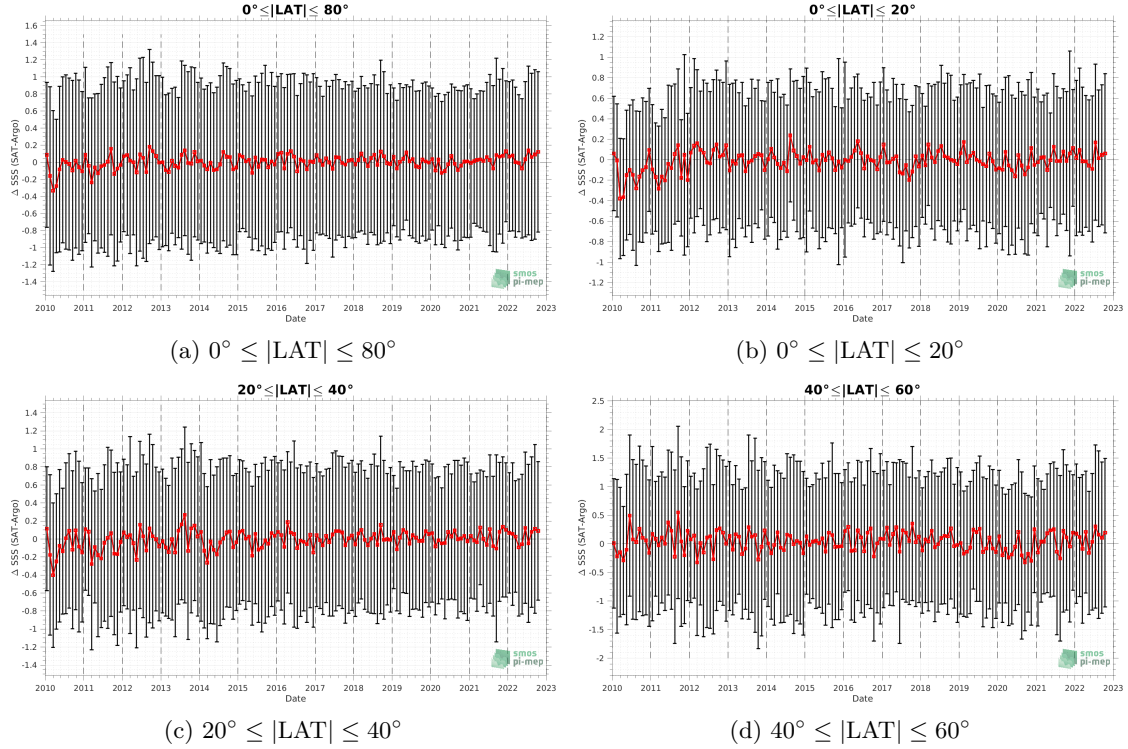 0°≤|LAT|≤ 80°
Δ SSS (SAT-Argo)
1.6
1.4
1.2
1
0.8
0.6
0.4
0.2
0
-0.2
-0.4
-0.6
-0.8
-1
-1.2
-1.4
smos
pi-mep
2010 2011 2012 2013 2014 2015 2016 2017 2018 2019 2020 2021 2022 2023
Date
(a) 0° ≤ |LAT| ≤ 80°
0°≤|LAT|≤ 20°
Δ SSS (SAT-Argo)
1.2
1
0.8
0.6
0.4
0.2
0
-0.2
-0.4
-0.6
-0.8
-1
-1.2
smos
pi-mep
2010 2011 2012 2013 2014 2015 2016 2017 2018 2019 2020 2021 2022 2023
Date
(b) 0° ≤ |LAT| ≤ 20°
20°≤|LAT|≤ 40°
Δ SSS (SAT-Argo)
1.4
1.2
1
0.8
0.6
0.4
0.2
0
-0.2
-0.4
-0.6
-0.8
-1
-1.2
-1.4
smos
pi-mep
2010 2011 2012 2013 2014 2015 2016 2017 2018 2019 2020 2021 2022 2023
Date
(c) 20° ≤ |LAT| ≤ 40°
40°≤|LAT|≤ 60°
Δ SSS (SAT-Argo)
2.5
2
1.5
1
0.5
0
-0.5
-1
-1.5
-2
smos
pi-mep
2010 2011 2012 2013 2014 2015 2016 2017 2018 2019 2020 2021 2022 2023
Date
(d) 40° ≤ |LAT| ≤ 60°